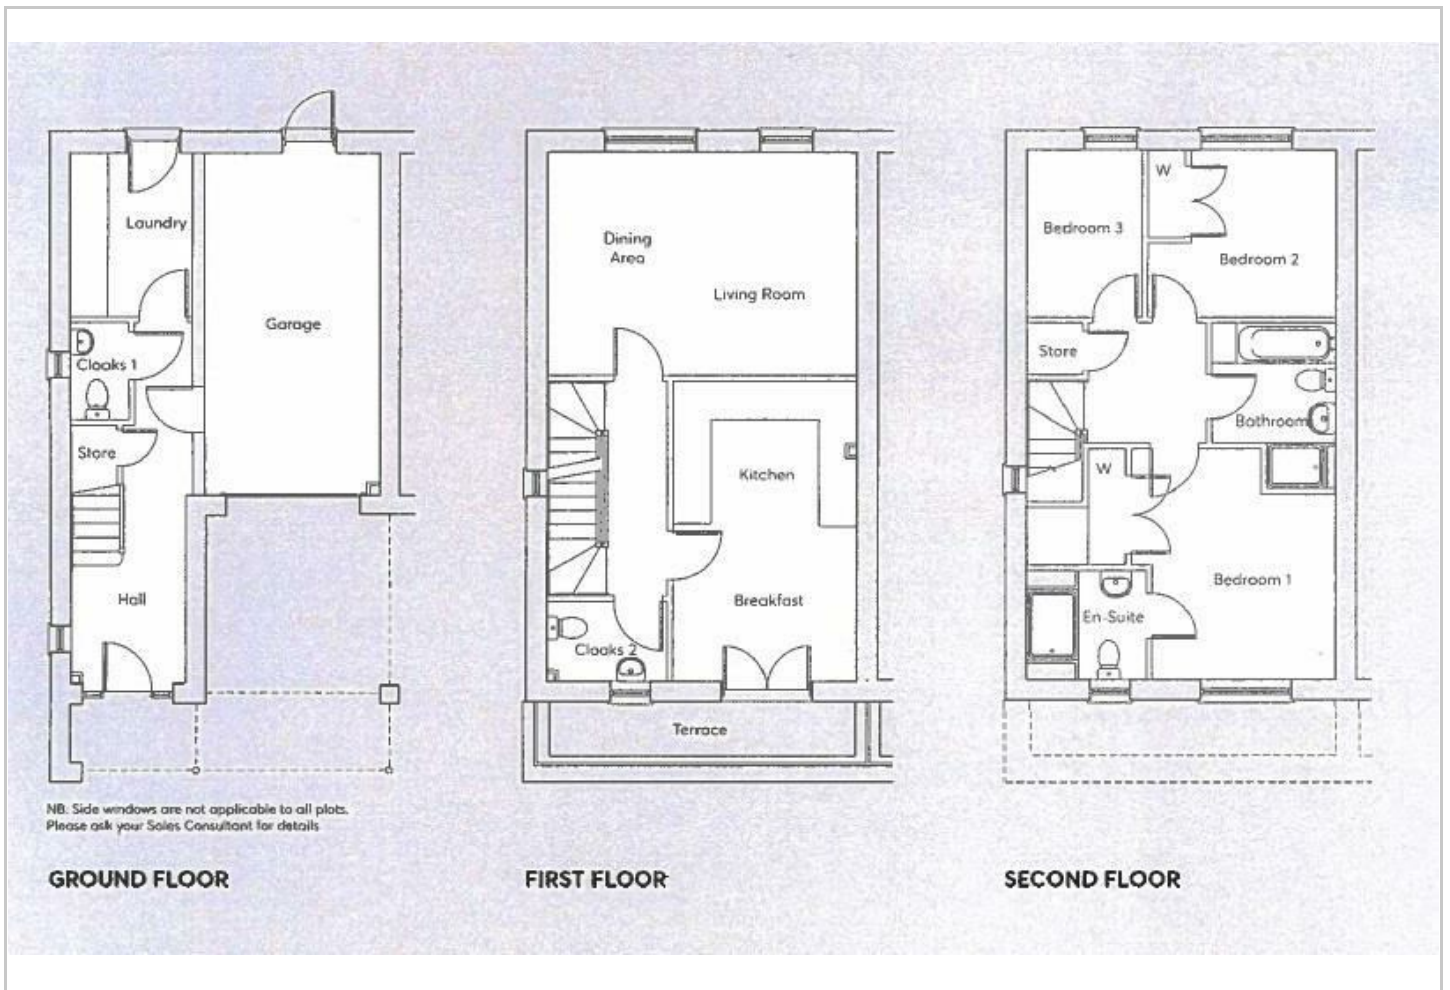 Laundry
Garage
Cloaks 1
Store
Hall
NB: Side windows are not applicable to all plots.
Please ask your Sales Consultant for details
GROUND FLOOR
Dining
Area
Living Room
Kitchen
Breakfast
Cloaks 2
Terrace
FIRST FLOOR
W
Bedroom 3
Bedroom 2
Store
Bathroom
W
Bedroom 1
En-Suite
SECOND FLOOR